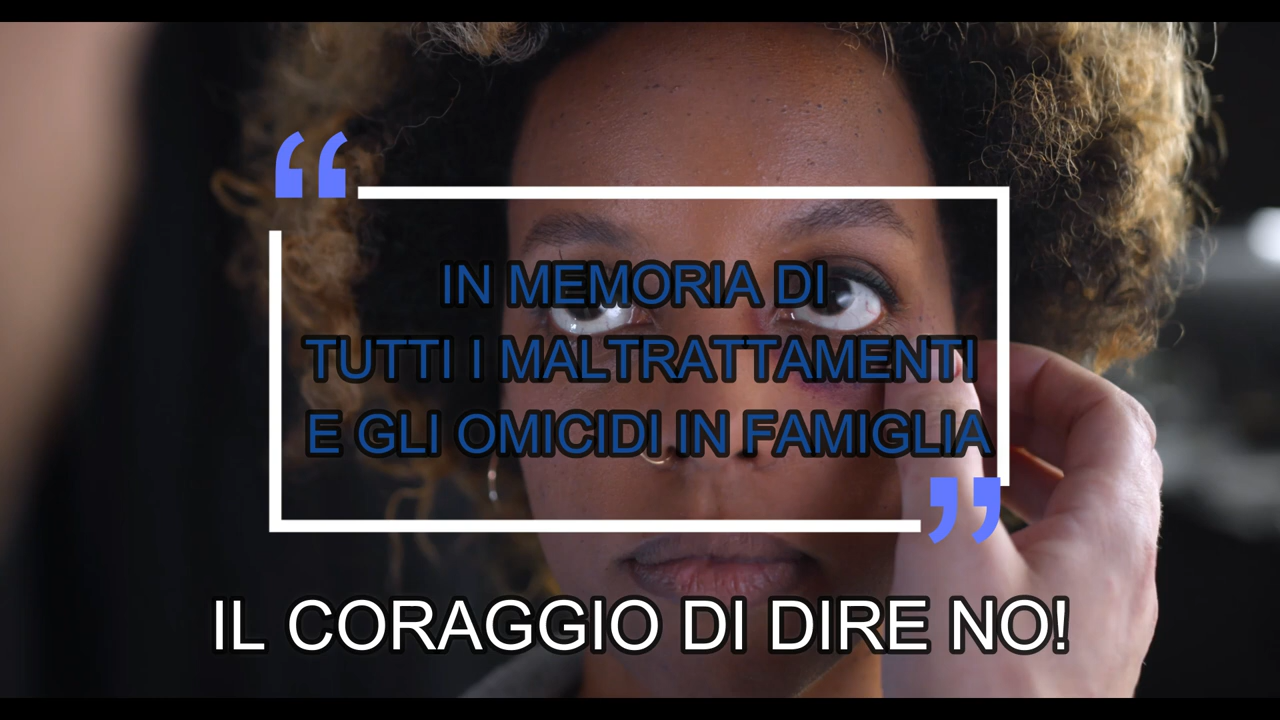 “
IN MEMORIA DI
TUTTI I MALTRATTAMENTI
E GLI OMICIDI IN FAMIGLIA
”
IL CORAGGIO DI DIRE NO!